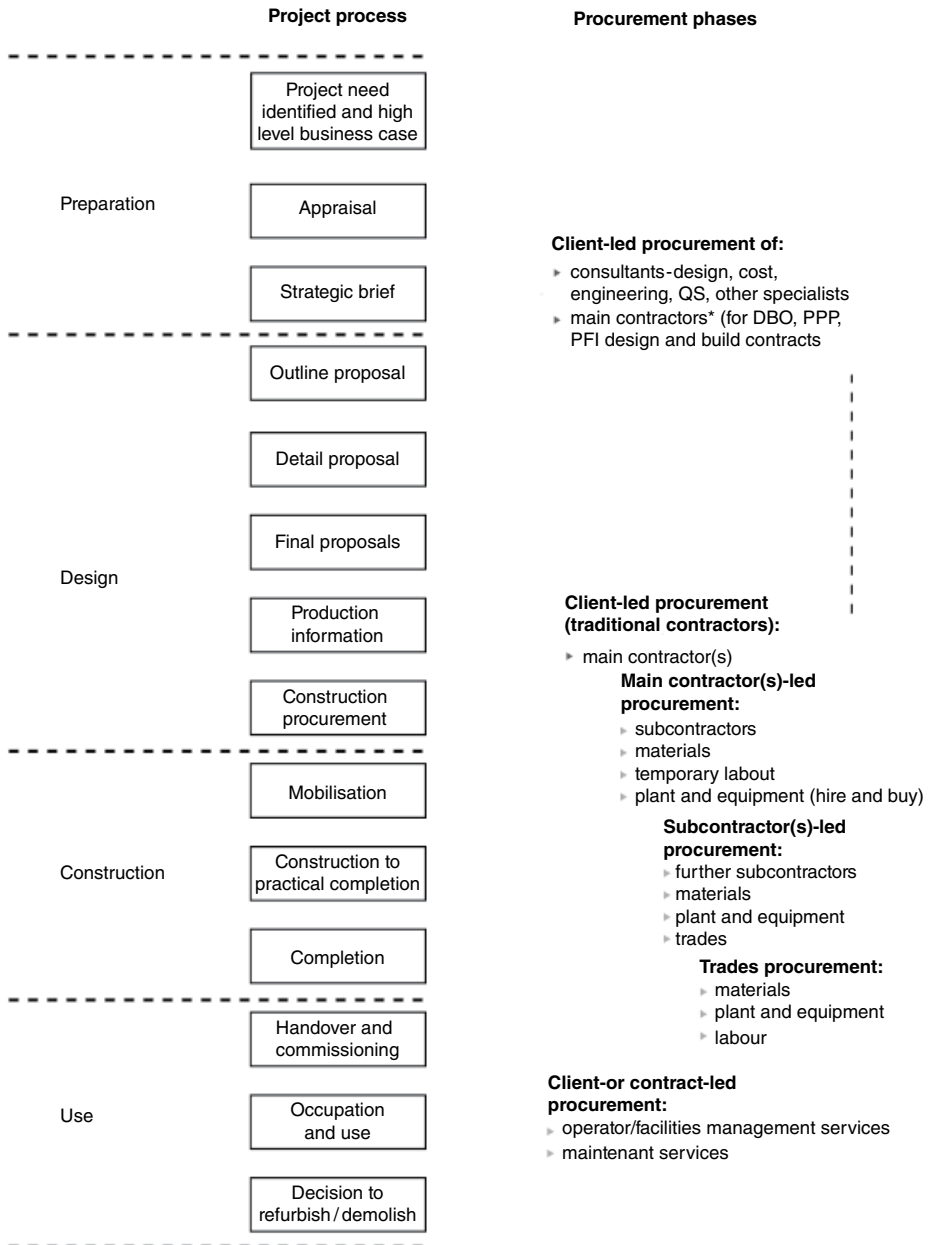 Project process
Procurement phases
Project need
identified and high
level business case
Preparation
Appraisal
Strategic brief
Client-led procurement of:
consultants-design, cost,
engineering, QS, other specialists
main contractors* (for DBO, PPP,
PFI design and build contracts
Outline proposal
Detail proposal
Final proposals
Design
Production
information
Construction
procurement
Client-led procurement
(traditional contractors):
main contractor(s)
Main contractor(s)-led
procurement:
subcontractors
materials
temporary labout
plant and equipment (hire and buy)
Mobilisation
Construction
Construction to
practical completion
Completion
Subcontractor(s)-led
procurement:
further subcontractors
materials
plant and equipment
trades
Trades procurement:
materials
plant and equipment
labour
Handover and
commissioning
Use
Occupation
and use
Decision to
refurbish/demolish
Client-or contract-led
procurement:
operator/facilities management services
maintenant services